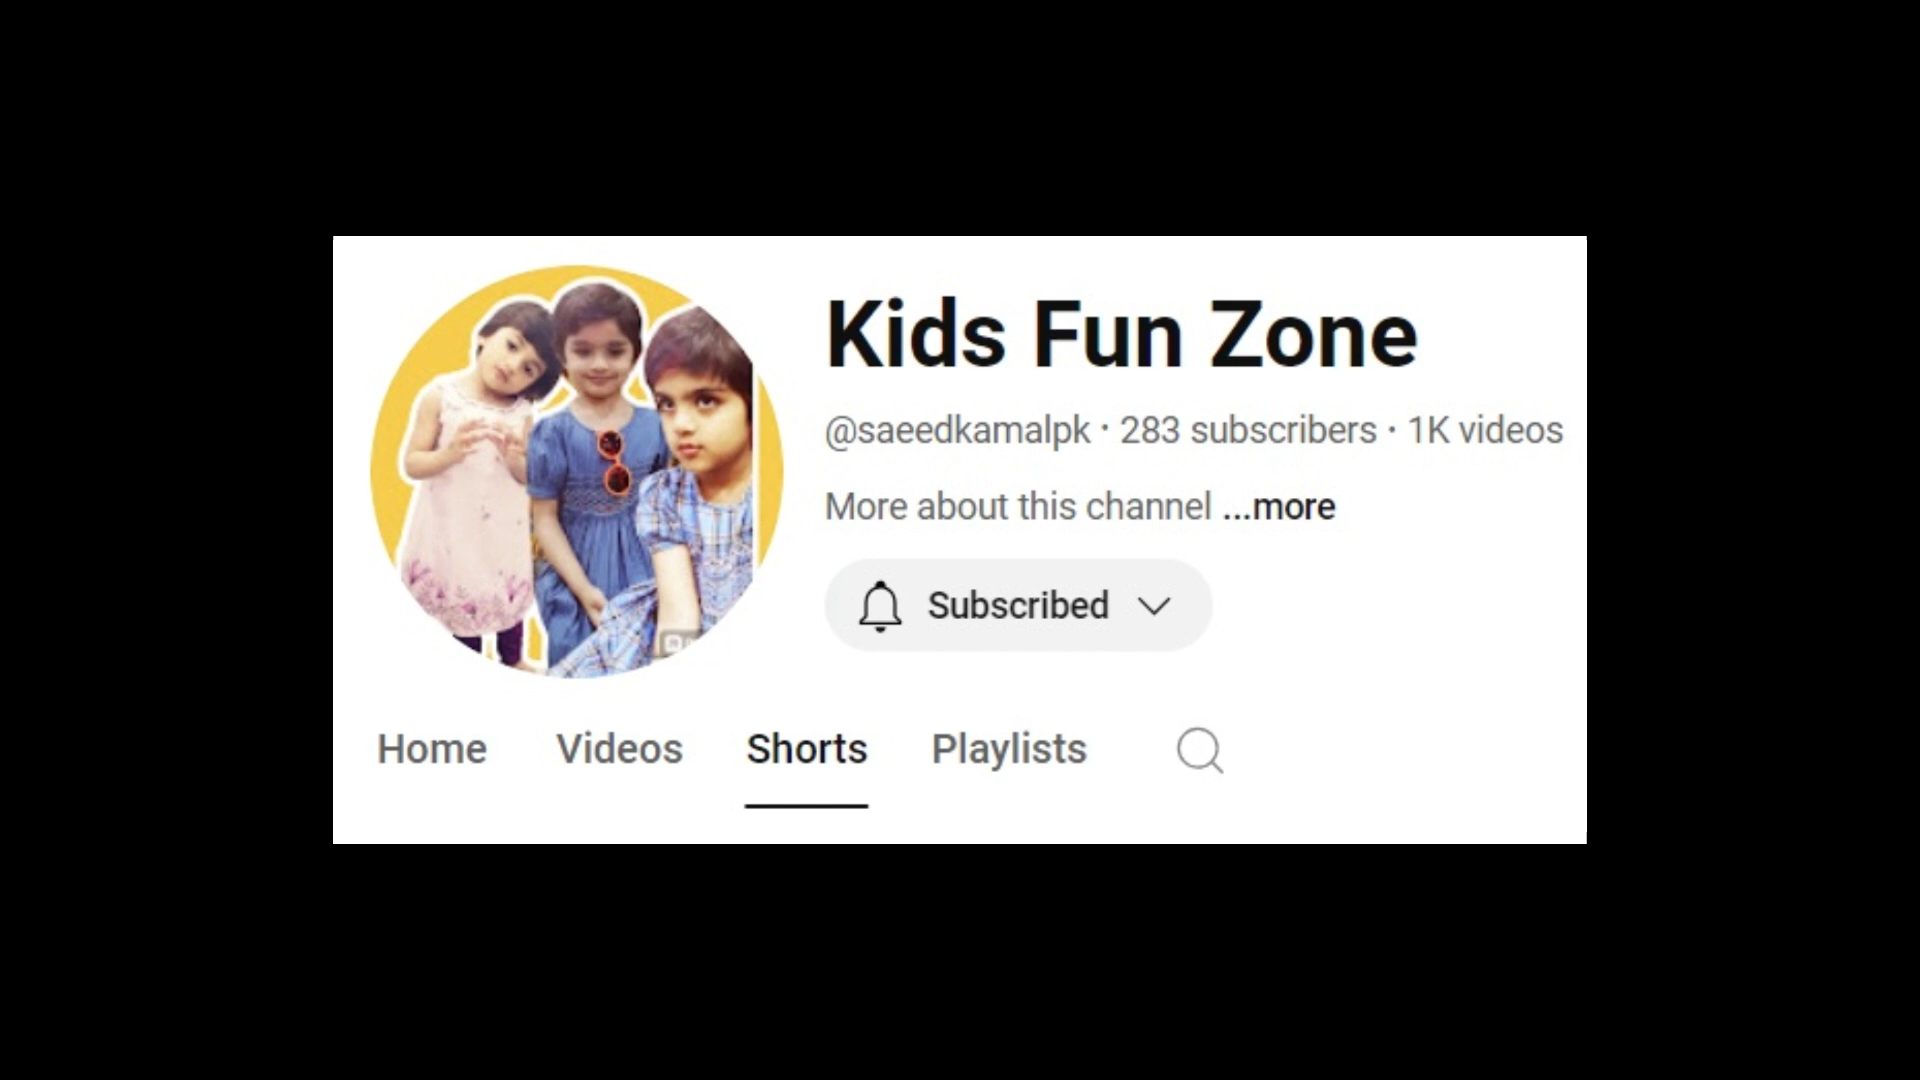 Kids Fun Zone
@saeedkamalpk · 283 subscribers · 1K videos
More about this channel ...more
Subscribed
Home Videos Shorts Playlists